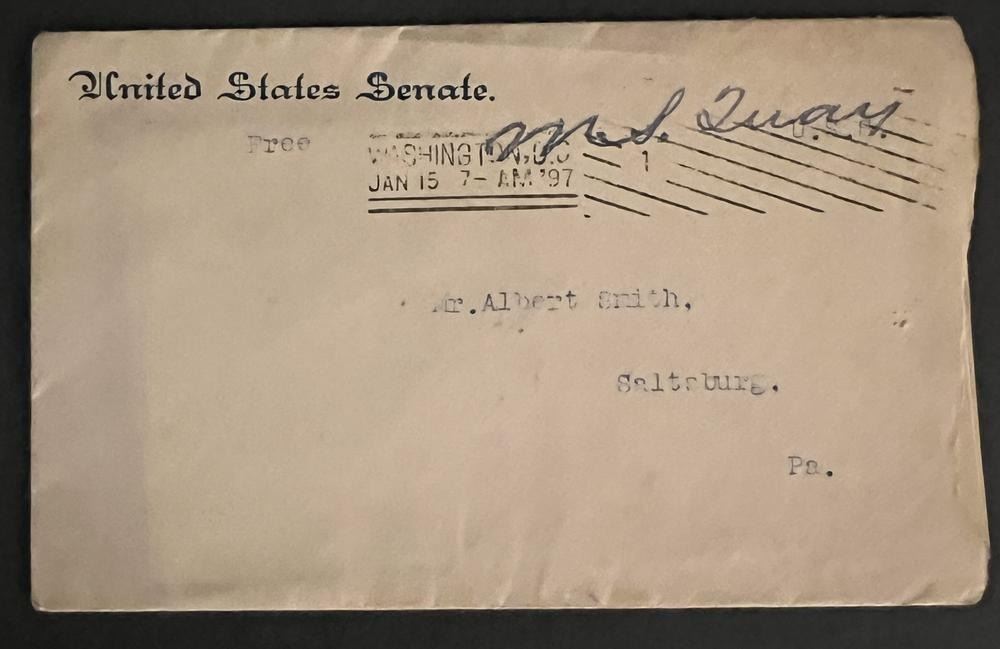 United States Senate.
M. S. Quay
Free
U.S.S.
WASHINGTON, D.C
JAN 15 7- AM '97
1
Mr. Albert Smith,
Saltsburg.
Pa.